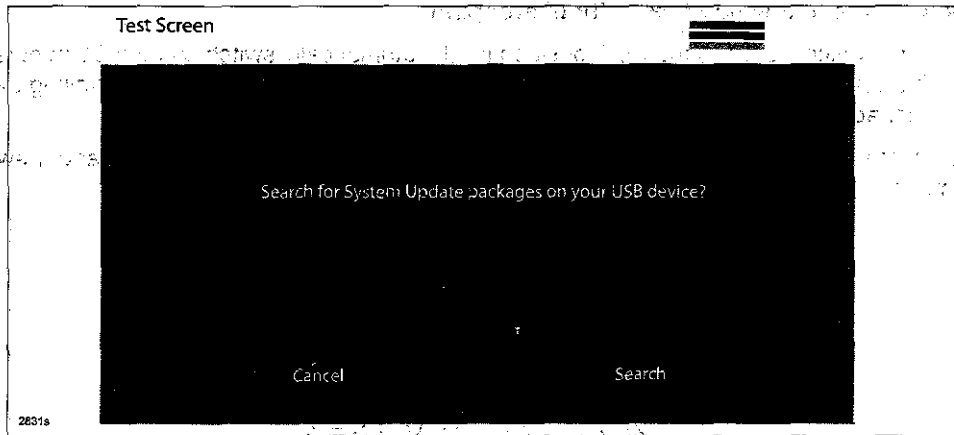 Test Screen
Search for System Update packages on your USB device?
Cancel
Search
2831s